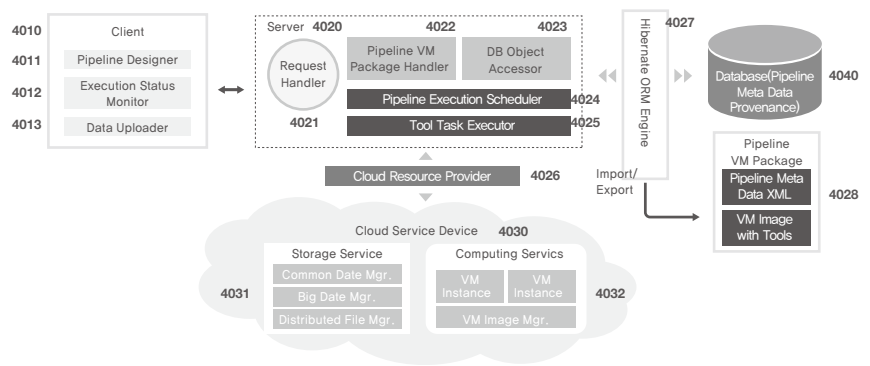 4010
Client
4011
Pipeline Designer
4012
Execution Status
Monitor
4013
Data Uploader
Server
4020
Request
Handler
4021
4022
Pipeline VM
Package Handler
4023
DB Object
Accessor
Pipeline Execution Scheduler
4024
Tool Task Executor
4025
Cloud Resource Provider
4026
Hibernate ORM Engine
4027
Import/
Export
Database(Pipeline
Meta Data
Provenance)
4040
Pipeline
VM Package
Pipeline Meta
Data XML
VM Image
with Tools
4028
Cloud Service Device
4030
Storage Service
4031
Common Date Mgr.
Big Date Mgr.
Distributed File Mgr.
Computing Servics
VM
Instance
VM
Instance
VM Image Mgr.
4032